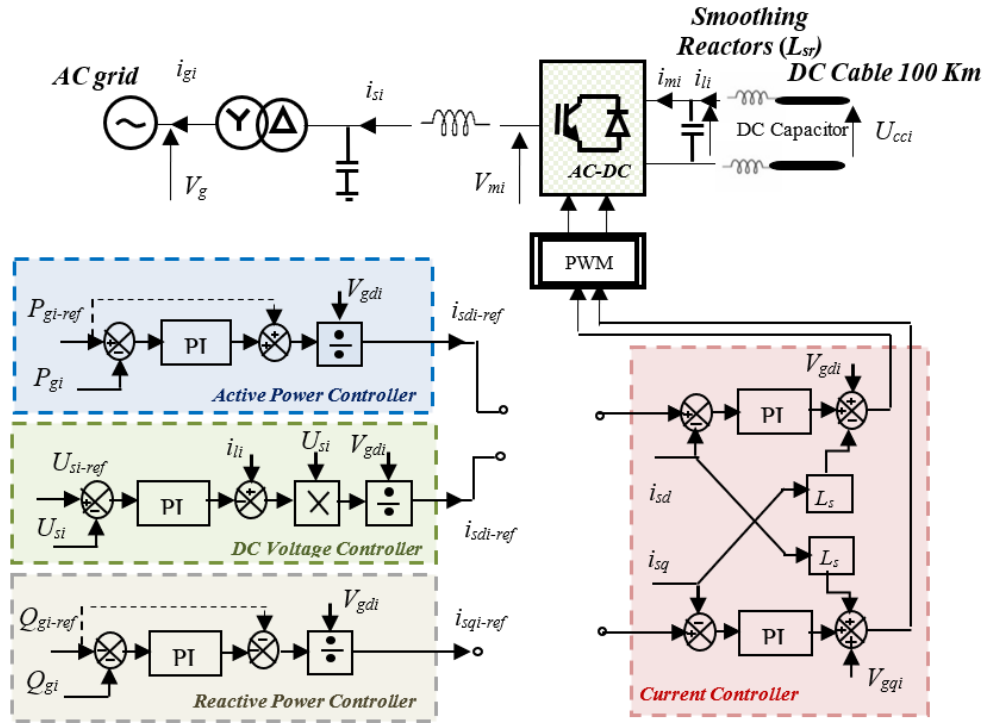 Smoothing
Reactors (Lsr)
AC grid
igi
isi
imi
ili
DC Cable 100 Km
DC Capacitor
Ucci
Vg
Vmi
AC-DC
PWM
Vgdi
Pgi-ref
isdi-ref
PI
Pgi
Active Power Controller
Usi-ref
ili
Usi
Vgdi
PI
Usi
DC Voltage Controller
isdi-ref
Qgi-ref
Vgdi
isqi-ref
PI
Qgi
Reactive Power Controller
Vgdi
PI
isd
Ls
isq
Ls
PI
Vgqi
Current Controller